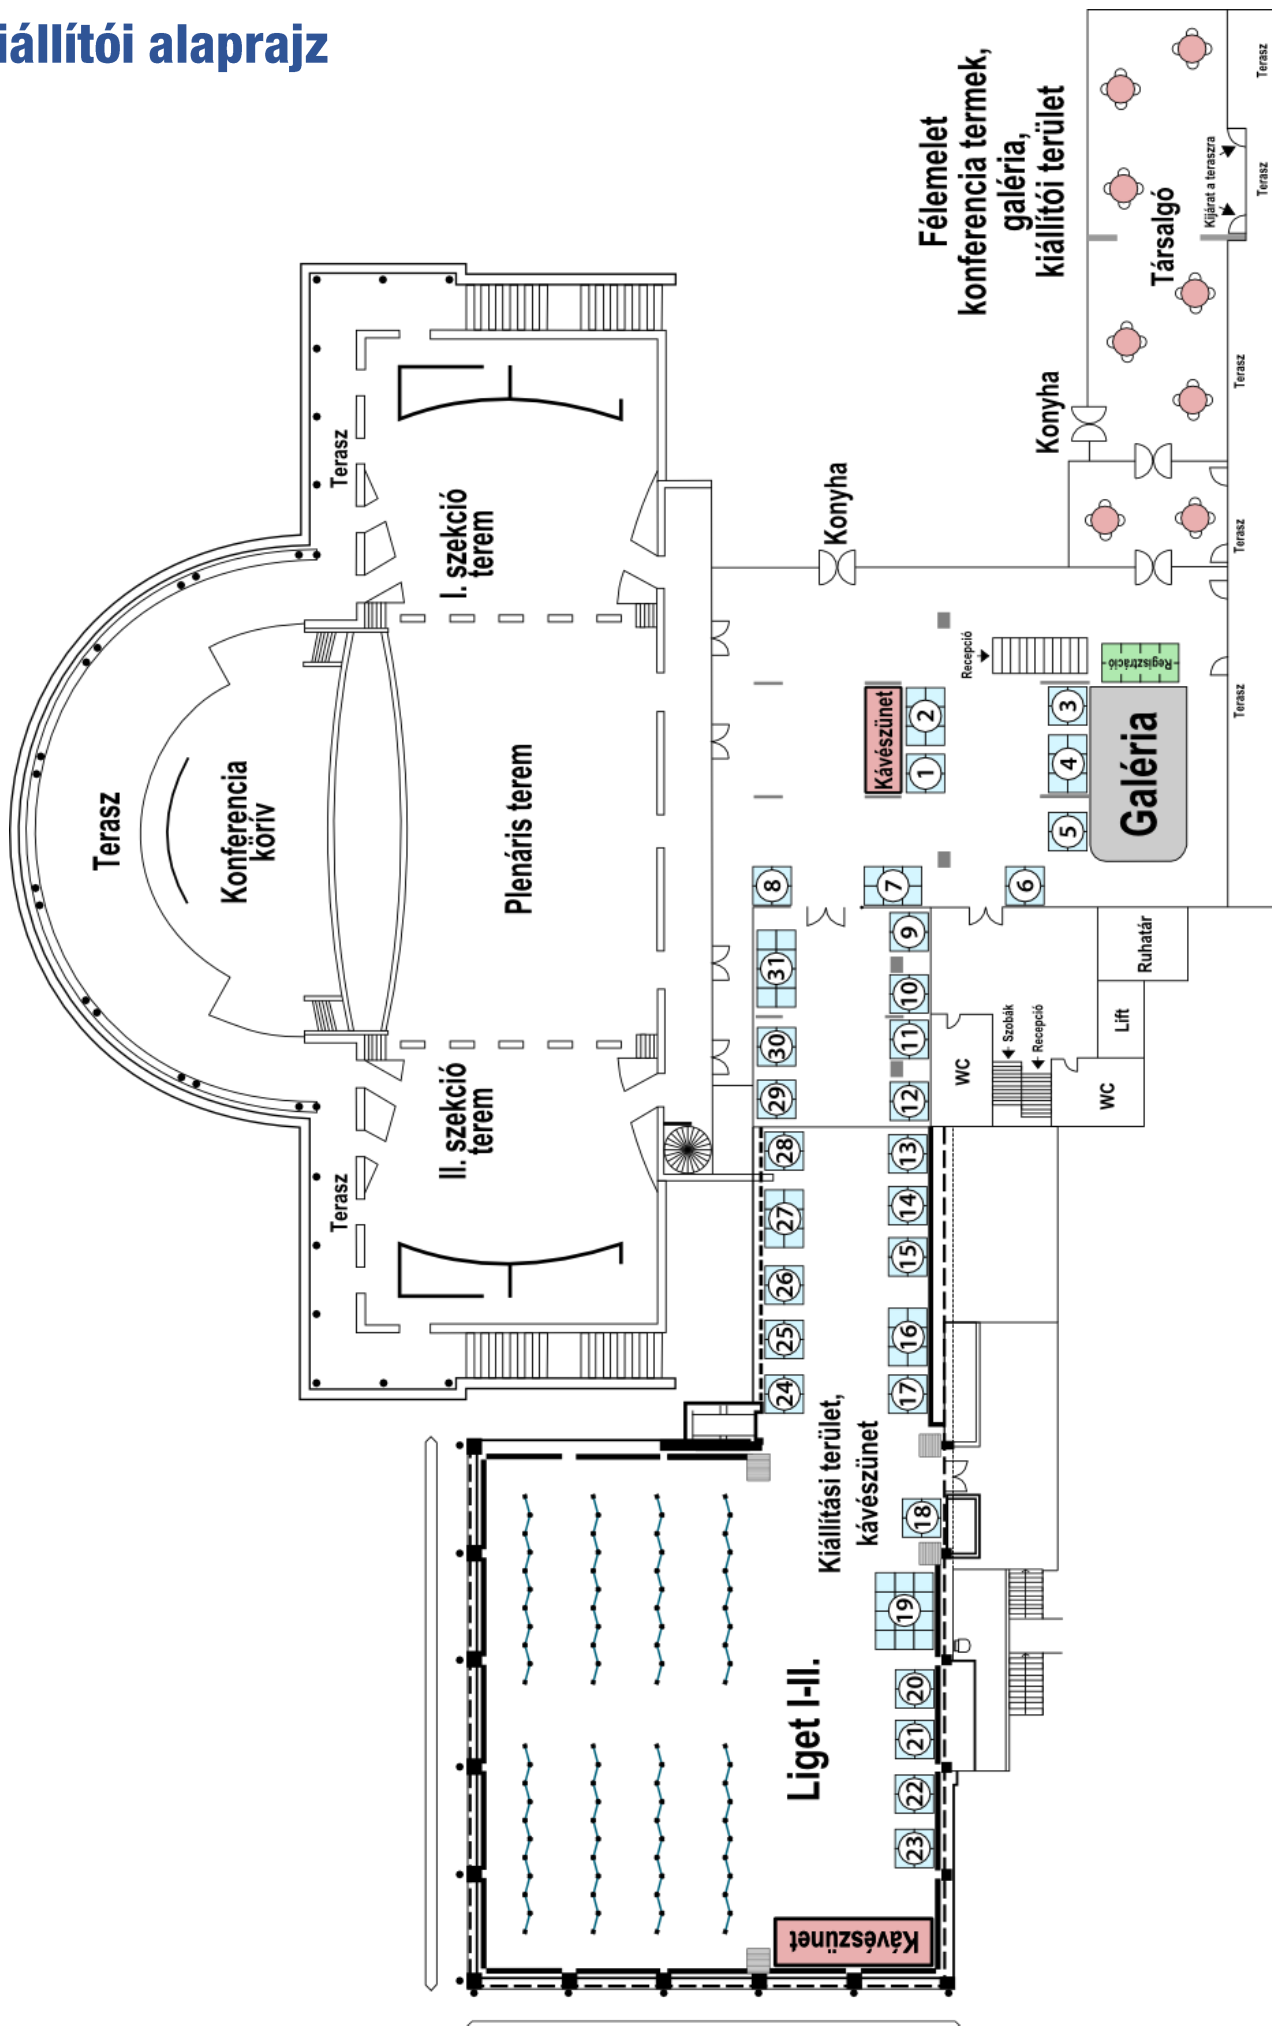 iállítói alaprajz
Félemelet
konferencia termek,
galéria,
kiállítói terület
Terasz
Terasz
Kijárat a teraszra
Társalgó
Terasz
Konyha
Konyha
Terasz
Terasz
Terasz
I. szekció
terem
Terasz
Konferencia
körív
Plenáris terem
II. szekció
terem
Terasz
Recepció
Regisztráció
Kávészünet
Galéria
1
2
3
4
5
6
7
8
9
10
11
12
13
14
15
16
17
18
19
20
21
22
23
24
25
26
27
28
29
30
31
Ruhatár
Lift
Szobák
Recepció
WC
WC
Kiállítási terület,
kávészünet
Liget I-II.
Kávészünet